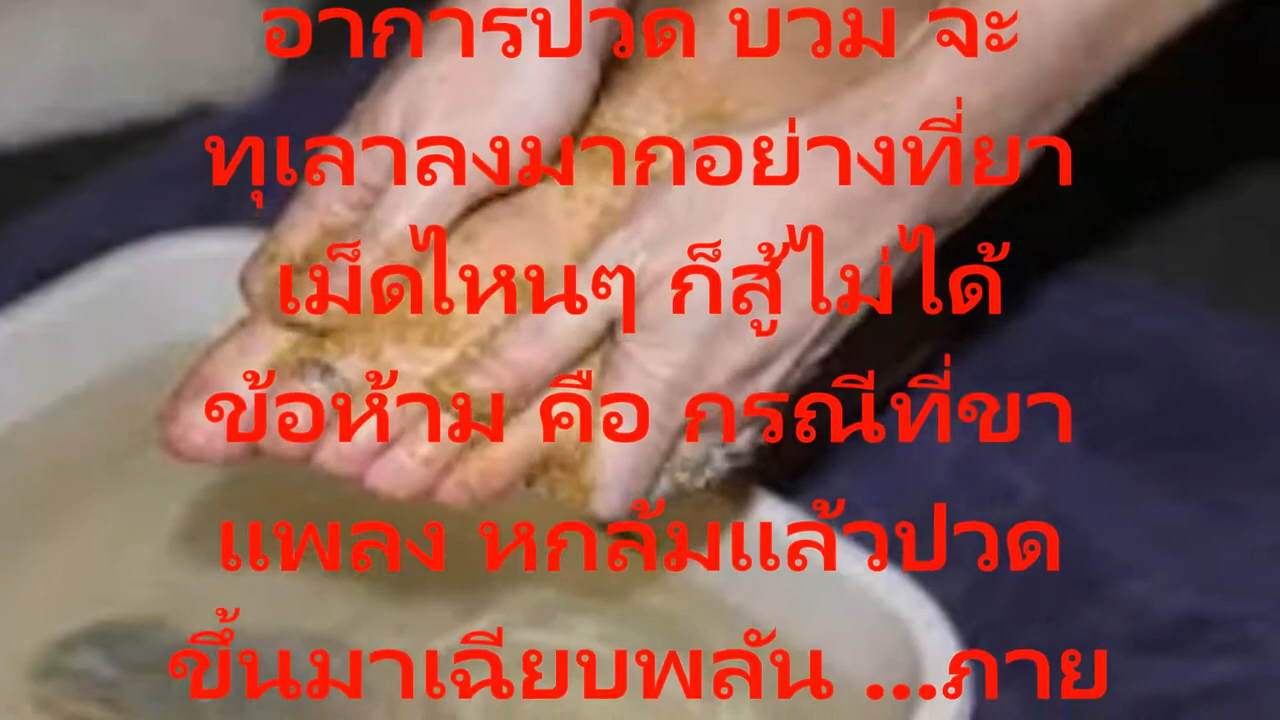 อาการปวด บวม จะ
ทุเลาลงมากอย่างที่ยา
เม็ดไหนๆ ก็สู้ไม่ได้
ข้อห้าม คือ กรณีที่ขา
แพลง หกล้มแล้วปวด
ขึ้นมาเฉียบพลัน ...ภาย